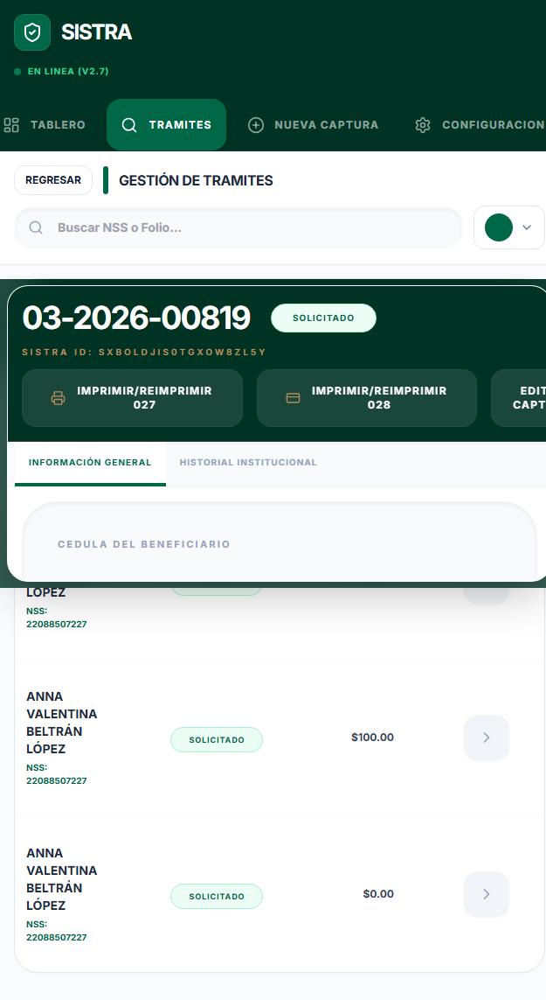 SISTRA
EN LINEA (V2.7)
TABLERO
TRAMITES
NUEVA CAPTURA
CONFIGURACION
REGRESAR
GESTIÓN DE TRAMITES
Buscar NSS o Folio...
03-2026-00819
SOLICITADO
SISTRA ID: SXBOLDJIS0TGXOW8ZL5Y
IMPRIMIR/REIMPRIMIR
027
IMPRIMIR/REIMPRIMIR
028
EDIT
CAPT
INFORMACIÓN GENERAL
HISTORIAL INSTITUCIONAL
CEDULA DEL BENEFICIARIO
LÓPEZ
NSS:
22088507227
ANNA
VALENTINA
BELTRÁN
LÓPEZ
NSS:
22088507227
SOLICITADO
$100.00
ANNA
VALENTINA
BELTRÁN
LÓPEZ
NSS:
22088507227
SOLICITADO
$0.00